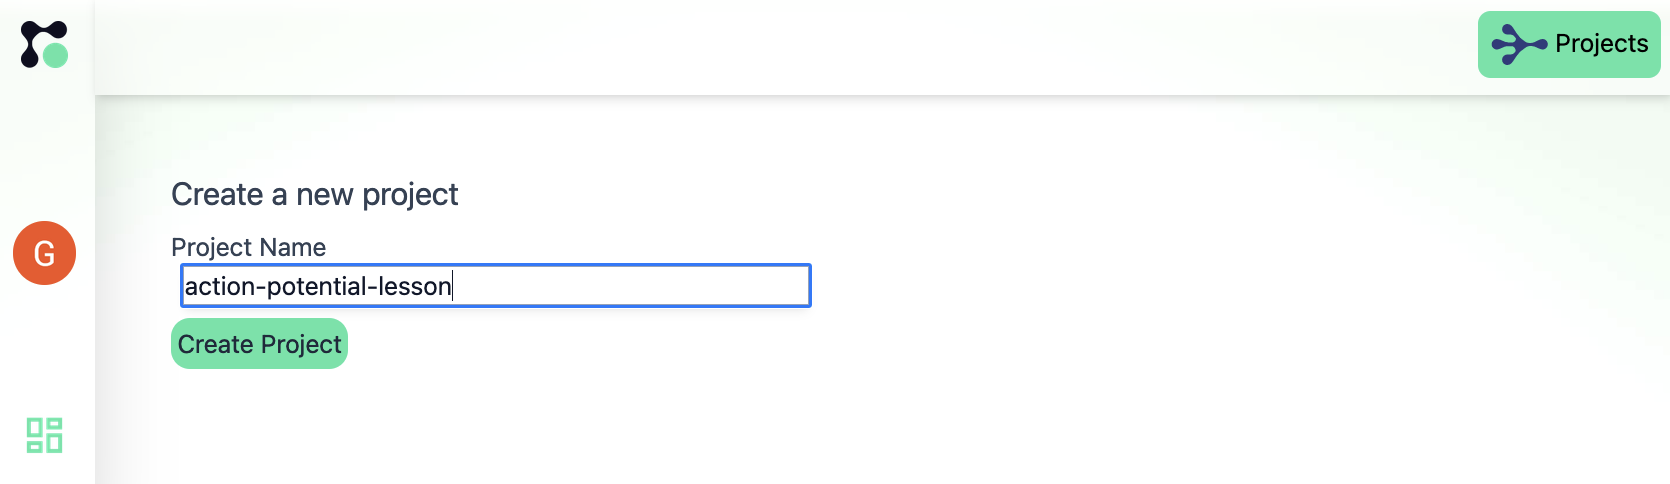 Projects
Create a new project
Project Name
action-potential-lesson
Create Project
G